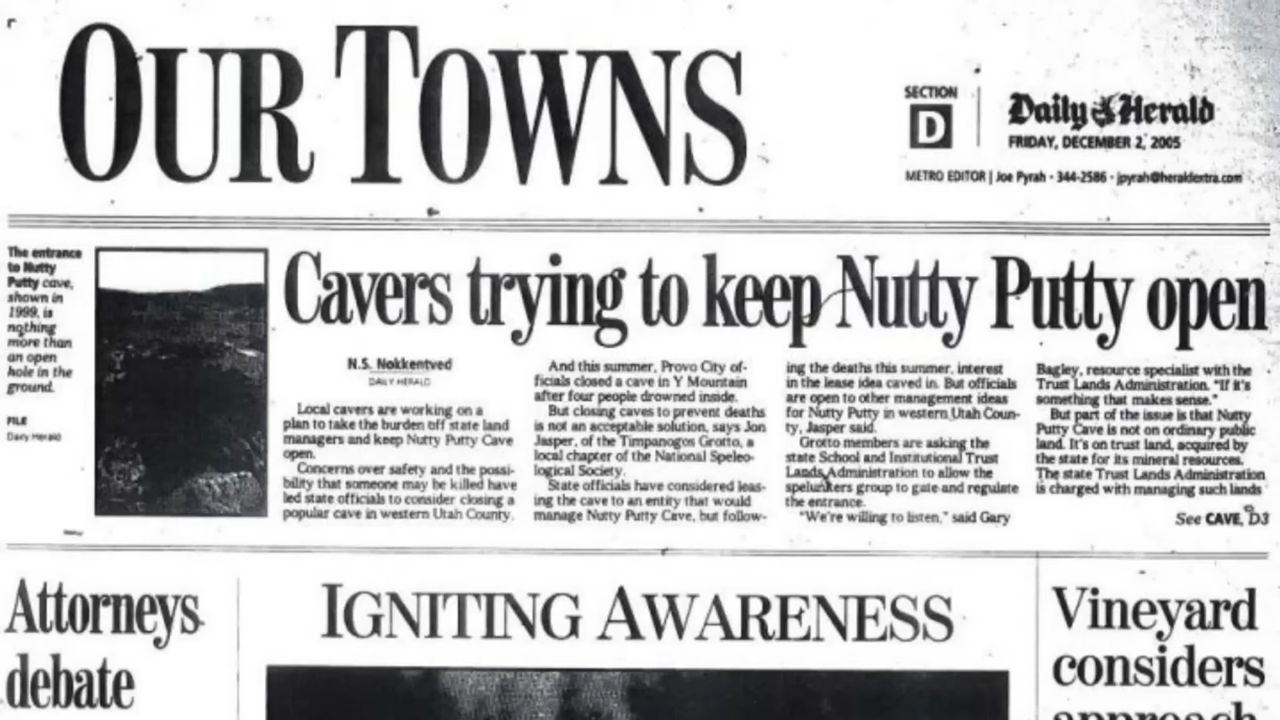 OUR TOWNS
SECTION
D
Daily Herald
FRIDAY, DECEMBER 2, 2005
METRO EDITOR | Joe Pyrah - 344-2586 - jpyrah@heraldextra.com
The entrance
to Nutty
Putty cave,
shown in
1999, is
nothing
more than
an open
hole in the
ground.
FILE
Daily Herald
Cavers trying to keep Nutty Putty open
N.S. Nokkentved
DAILY HERALD
Local cavers are working on a
plan to take the burden off state land
managers and keep Nutty Putty Cave
open.
Concerns over safety and the possi-
bility that someone may be killed have
led state officials to consider closing a
popular cave in western Utah County.
And this summer, Provo City of-
ficials closed a cave in Y Mountain
after four people drowned inside.
But closing caves to prevent deaths
is not an acceptable solution, says Jon
Jasper, of the Timpanogos Grotto, a
local chapter of the National Speleo-
logical Society.
State officials have considered leas-
ing the cave to an entity that would
manage Nutty Putty Cave, but follow-
ing the deaths this summer, interest
in the lease idea caved in. But officials
are open to other management ideas
for Nutty Putty in western Utah Coun-
ty, Jasper said.
Grotto members are asking the
state School and Institutional Trust
Lands Administration to allow the
spelunkers group to gate and regulate
the entrance.
"We're willing to listen," said Gary
Bagley, resource specialist with the
Trust Lands Administration. "If it's
something that makes sense."
But part of the issue is that Nutty
Putty Cave is not on ordinary public
land. It's on trust land, acquired by
the state for its mineral resources.
The state Trust Lands Administration
is charged with managing such lands
See CAVE, D3
Attorneys
debate
IGNITING AWARENESS
Vineyard
considers
approach